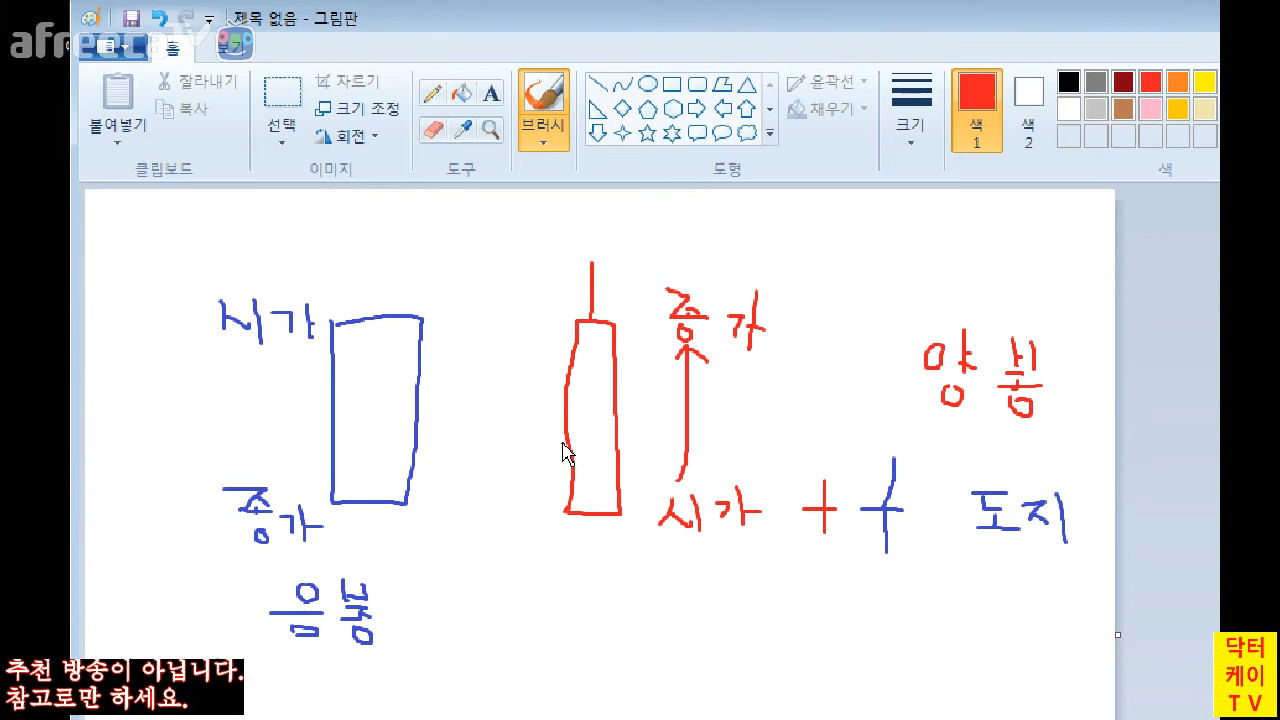 제목 없음 - 그림판
afreecaTV
홈
보기
붙여넣기
잘라내기
복사
클립보드
선택
자르기
크기 조정
회전
이미지
A
도구
브러시
윤곽선
채우기
도형
크기
색
1
색
2
색
시가
종가
음봉
종가
시가
양봉
도지
추천 방송이 아닙니다.
참고로만 하세요.
닥터
케이
TV